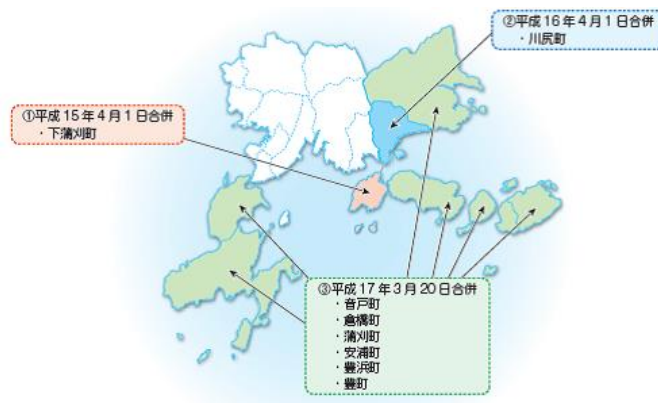 ②平成16年4月1日合併
・川尻町
①平成15年4月1日合併
・下蒲刈町
③平成17年3月20日合併
・音戸町
・倉橋町
・蒲刈町
・安浦町
・豊浜町
・豊町